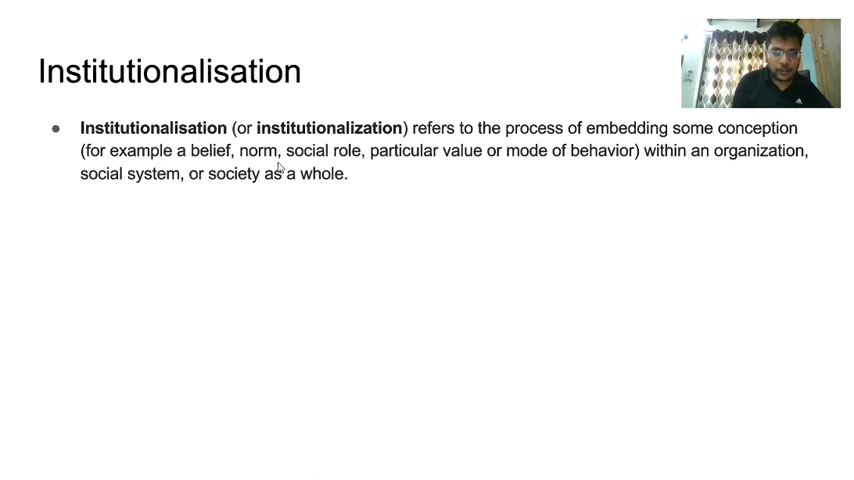 Institutionalisation
● Institutionalisation (or institutionalization) refers to the process of embedding some conception
(for example a belief, norm, social role, particular value or mode of behavior) within an organization,
social system, or society as a whole.